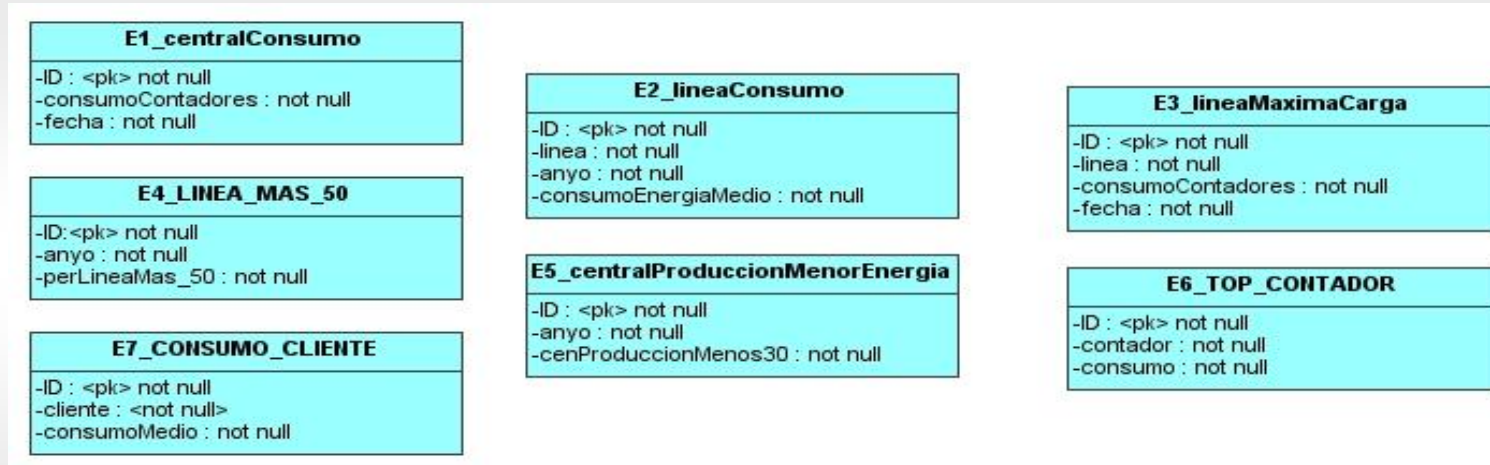 E1_centralConsumo
-ID : <pk> not null
-consumoContadores : not null
-fecha : not null
E2_lineaConsumo
-ID : <pk> not null
-linea : not null
-anyo : not null
-consumoEnergiaMedio : not null
E3_lineaMaximaCarga
-ID : <pk> not null
-linea : not null
-consumoContadores : not null
-fecha : not null
E4_LINEA_MAS_50
-ID:<pk> not null
-anyo : not null
-perLineaMas_50 : not null
E5_centralProduccionMenorEnergia
-ID : <pk> not null
-anyo : not null
-cenProduccionMenos30 : not null
E6_TOP_CONTADOR
-ID : <pk> not null
-contador : not null
-consumo : not null
E7_CONSUMO_CLIENTE
-ID : <pk> not null
-cliente : <not null>
-consumoMedio : not null